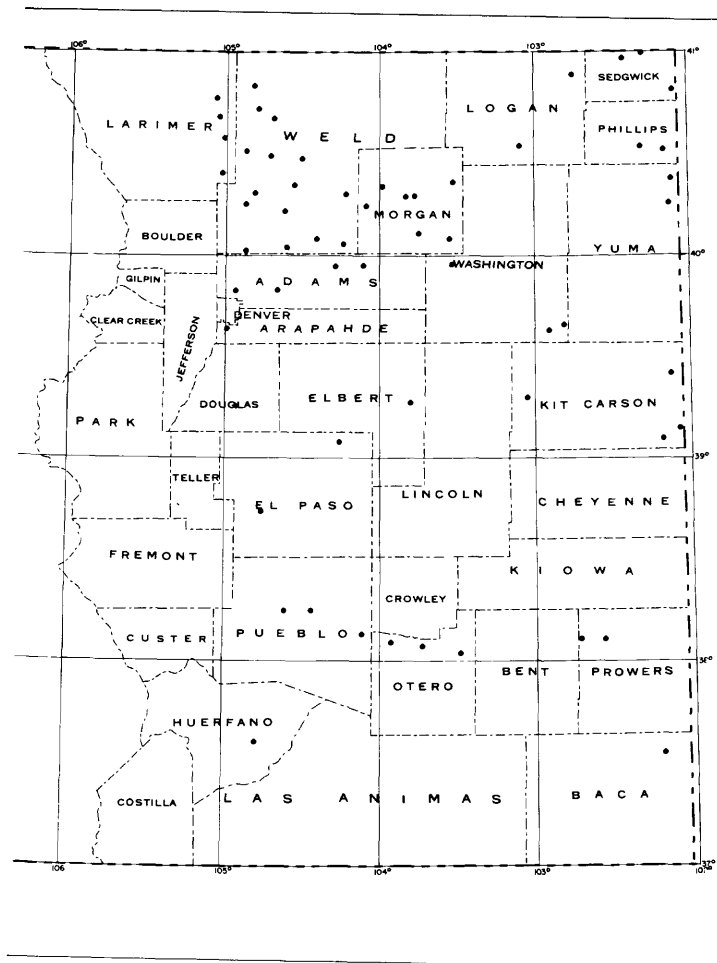 106° 105° 104° 103° 41°
SEDGWICK
LOGAN
LARIMER
WELD
PHILLIPS
MORGAN
BOULDER
YUMA
40°
WASHINGTON
GILPIN
ADAMS
DENVER
CLEAR CREEK
ARAPAHDE
JEFFERSON
DOUGLAS
ELBERT
KIT CARSON
PARK
39°
TELLER
LINCOLN
EL PASO
CHEYENNE
FREMONT
KIOWA
CROWLEY
CUSTER
PUEBLO
38°
BENT
PROWERS
OTERO
HUERFANO
COSTILLA
LAS ANIMAS
BACA
37°
106 105° 104° 103° 102°